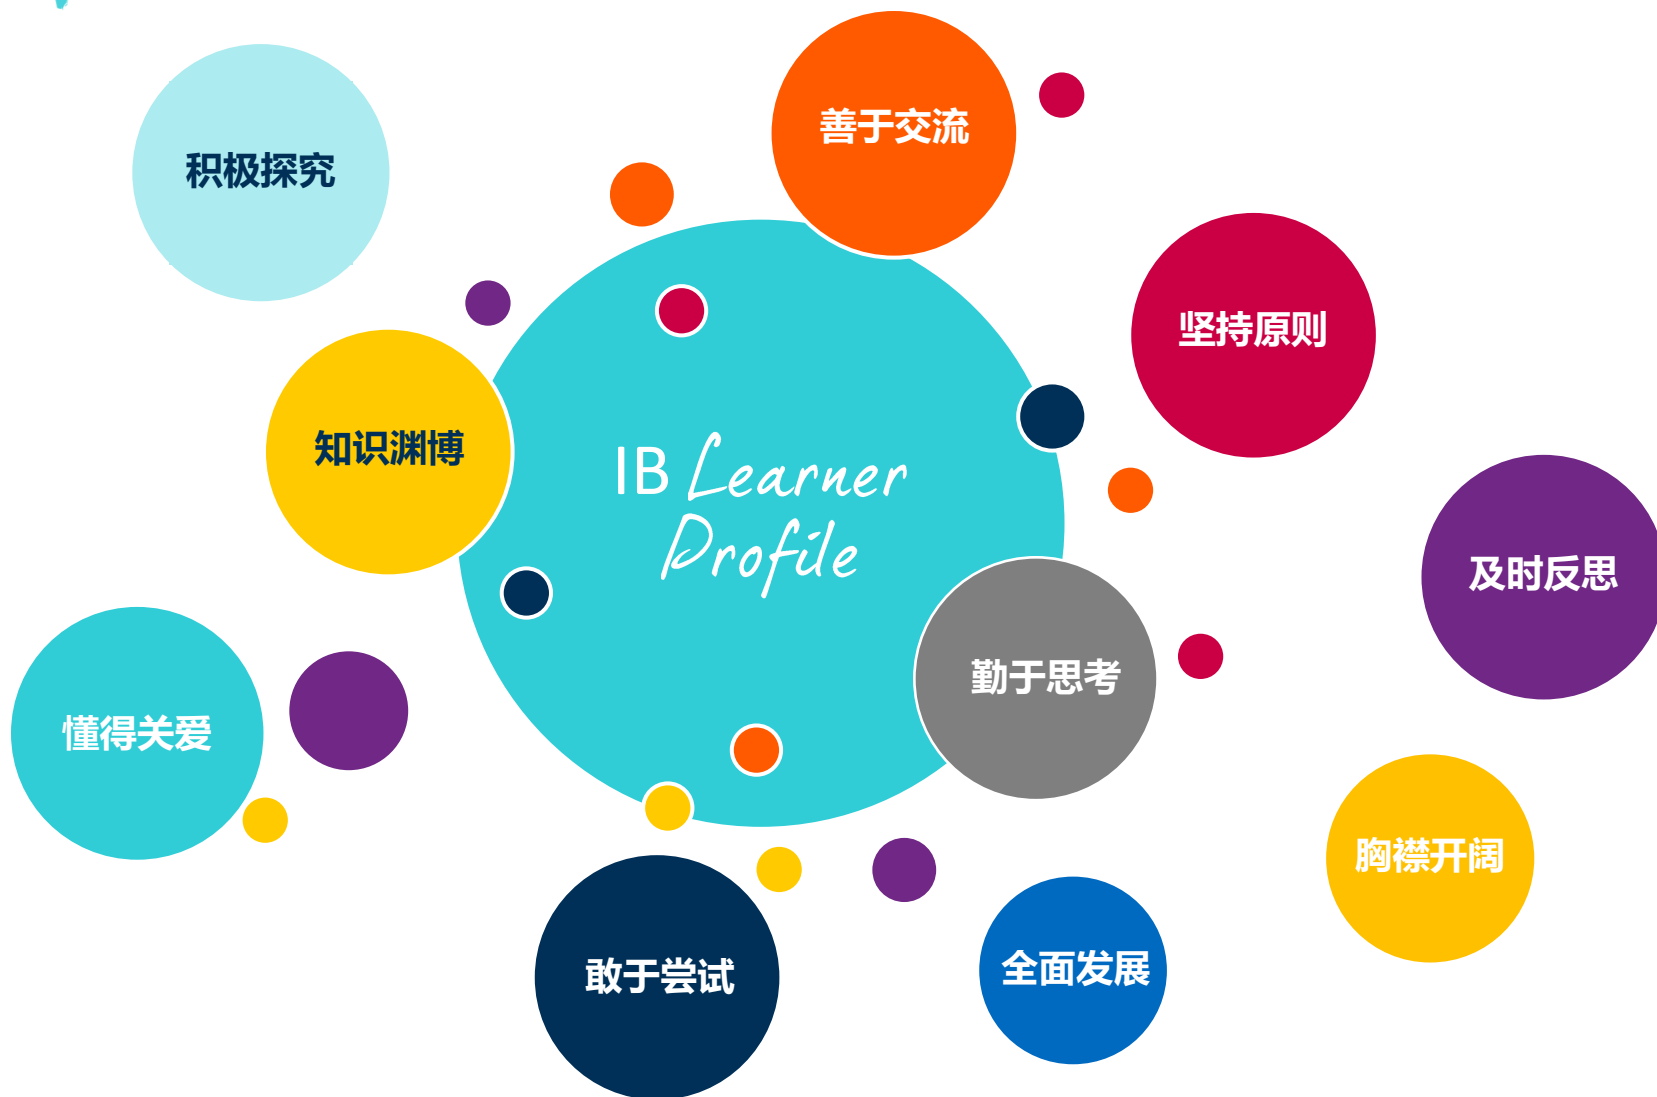 善于交流
积极探究
坚持原则
知识渊博
IB Learner
Profile
及时反思
勤于思考
懂得关爱
胸襟开阔
敢于尝试
全面发展